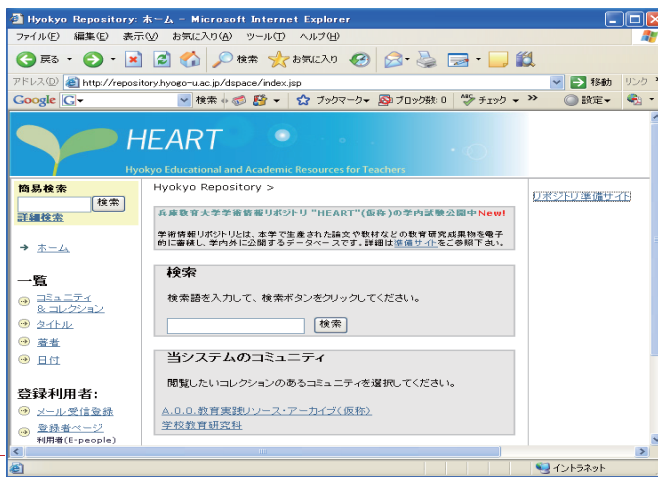 Hyokyo Repository: ホーム - Microsoft Internet Explorer
ファイル(F) 編集(E) 表示(V) お気に入り(A) ツール(T) ヘルプ(H)
戻る 検索 お気に入り
アドレス(D) http://repository.hyogo-u.ac.jp/dspace/index.jsp 移動 リンク »
Google G 検索 ブックマーク ブロック数: 0 チェック » 設定
HEART
Hyokyo Educational and Academic Resources for Teachers
簡易検索
検索
詳細検索
ホーム
一覧
コミュニティ
& コレクション
タイトル
著者
日付
登録利用者:
メール受信登録
登録者ページ
利用者(E-people)
Hyokyo Repository >
兵庫教育大学学術情報リポジトリ "HEART"(仮称)の学内試験公開中New!
学術情報リポジトリとは、本学で生産された論文や教材などの教育研究成果物を電子
的に蓄積し、学内外に公開するデータベースです。詳細は準備サイトをご参照下さい。
検索
検索語を入力して、検索ボタンをクリックしてください。
検索
当システムのコミュニティ
閲覧したいコレクションのあるコミュニティを選択してください。
A.O.O.教育実践リソース・アーカイブ(仮称)
学校教育研究科
リポジトリ準備サイト
イントラネット